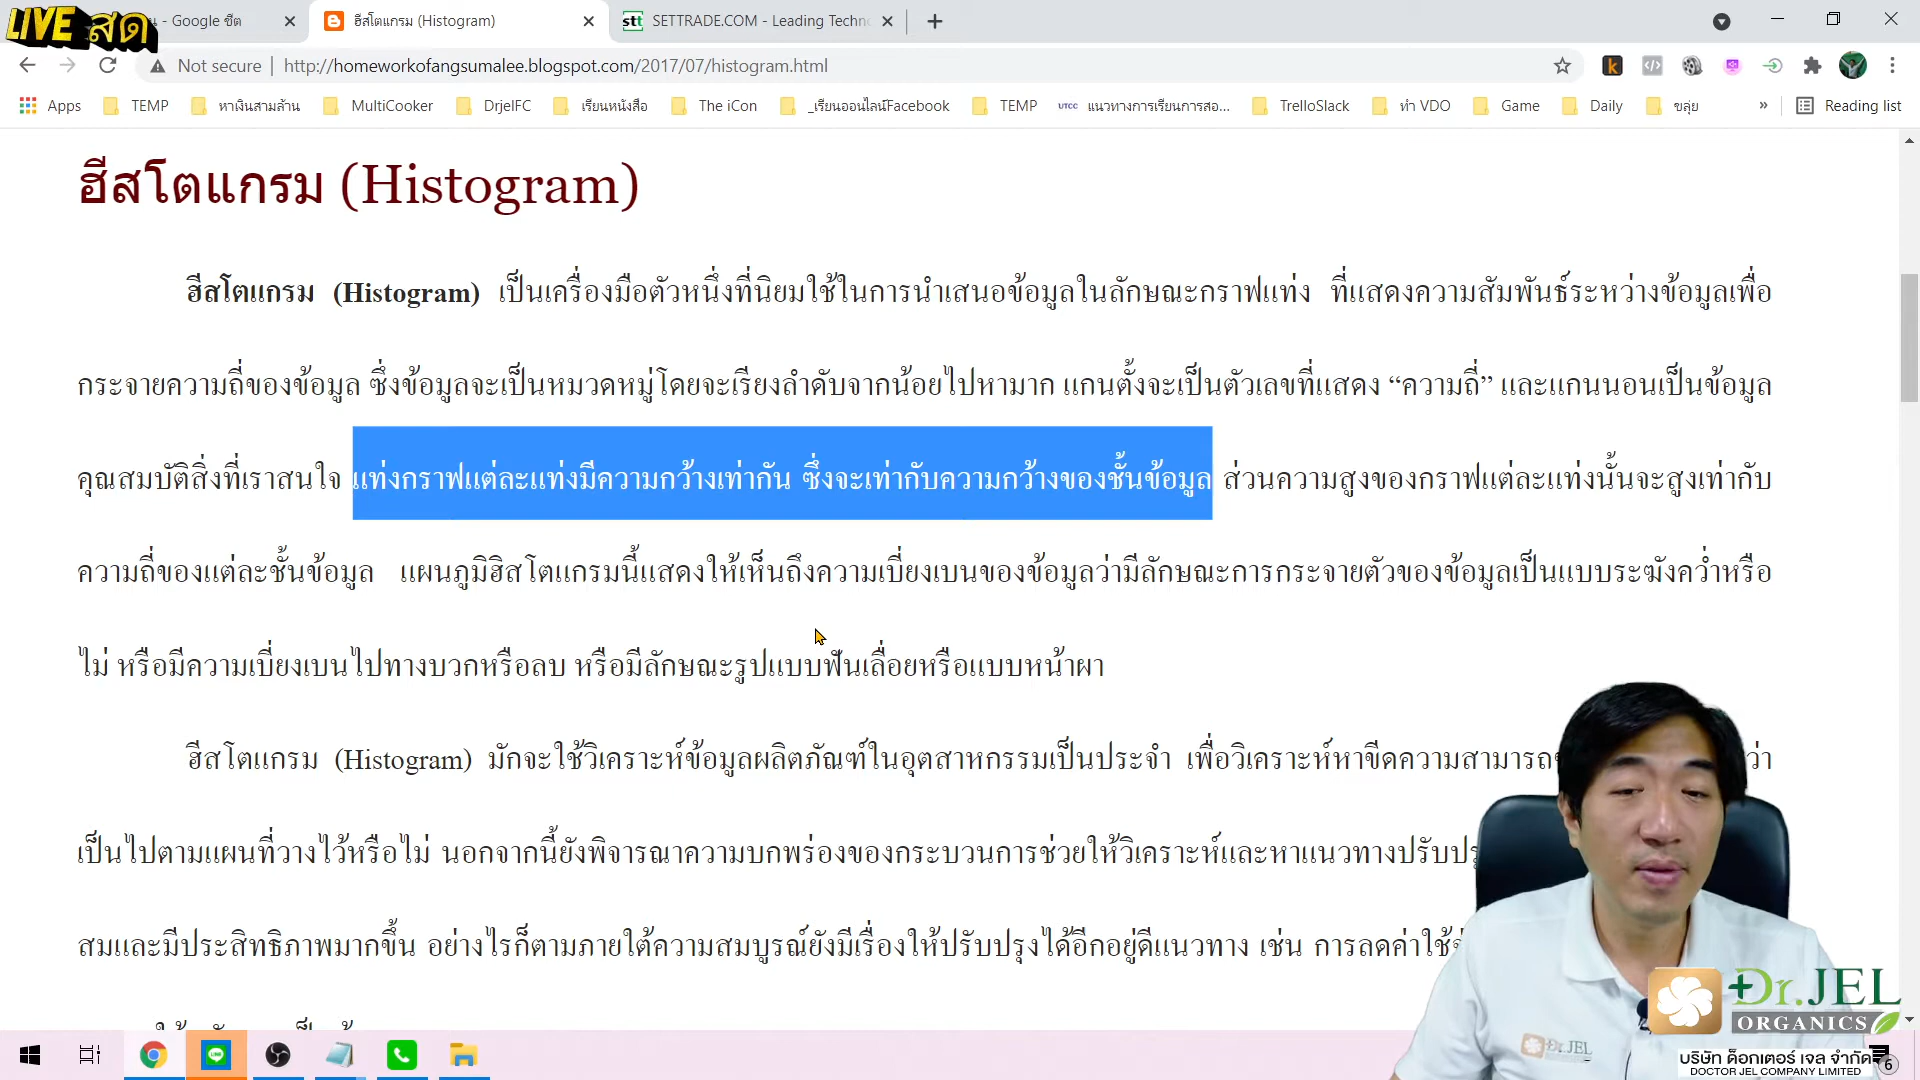 LIVE สด
- Google ชีต
ฮีสโตแกรม (Histogram)
stt SETTRADE.COM - Leading Techn
Not secure http://homeworkofangsumalee.blogspot.com/2017/07/histogram.html
Apps TEMP หาเงินสามล้าน MultiCooker DrjelFC เรียนหนังสือ The iCon _เรียนออนไลน์Facebook TEMP UTCC แนวทางการเรียนการสอ... TrelloSlack ทำ VDO Game Daily ขลุ่ย » Reading list
ฮีสโตแกรม (Histogram)
ฮีสโตแกรม (Histogram) เป็นเครื่องมือตัวหนึ่งที่นิยมใช้ในการนำเสนอข้อมูลในลักษณะกราฟแท่ง ที่แสดงความสัมพันธ์ระหว่างข้อมูลเพื่อ
กระจายความถี่ของข้อมูล ซึ่งข้อมูลจะเป็นหมวดหมู่โดยจะเรียงลำดับจากน้อยไปหามาก แกนตั้งจะเป็นตัวเลขที่แสดง “ความถี่” และแกนนอนเป็นข้อมูล
คุณสมบัติสิ่งที่เราสนใจ แท่งกราฟแต่ละแท่งมีความกว้างเท่ากัน ซึ่งจะเท่ากับความกว้างของชั้นข้อมูล ส่วนความสูงของกราฟแต่ละแท่งนั้นจะสูงเท่ากับ
ความถี่ของแต่ละชั้นข้อมูล แผนภูมิฮิสโตแกรมนี้แสดงให้เห็นถึงความเบี่ยงเบนของข้อมูลว่ามีลักษณะการกระจายตัวของข้อมูลเป็นแบบระฆังคว่ำหรือ
ไม่ หรือมีความเบี่ยงเบนไปทางบวกหรือลบ หรือมีลักษณะรูปแบบฟันเลื่อยหรือแบบหน้าผา
ฮีสโตแกรม (Histogram) มักจะใช้วิเคราะห์ข้อมูลผลิตภัณฑ์ในอุตสาหกรรมเป็นประจำ เพื่อวิเคราะห์หาขีดความสามารถ ว่า
เป็นไปตามแผนที่วางไว้หรือไม่ นอกจากนี้ยังพิจารณาความบกพร่องของกระบวนการช่วยให้วิเคราะห์และหาแนวทางปรับปรุ
สมและมีประสิทธิภาพมากขึ้น อย่างไรก็ตามภายใต้ความสมบูรณ์ยังมีเรื่องให้ปรับปรุงได้อีกอยู่ดีแนวทาง เช่น การลดค่าใช้
Dr.JEL
ORGANICS
Dr.JEL
บริษัท ด็อกเตอร์ เจล จำกัด
DOCTOR JEL COMPANY LIMITED
6